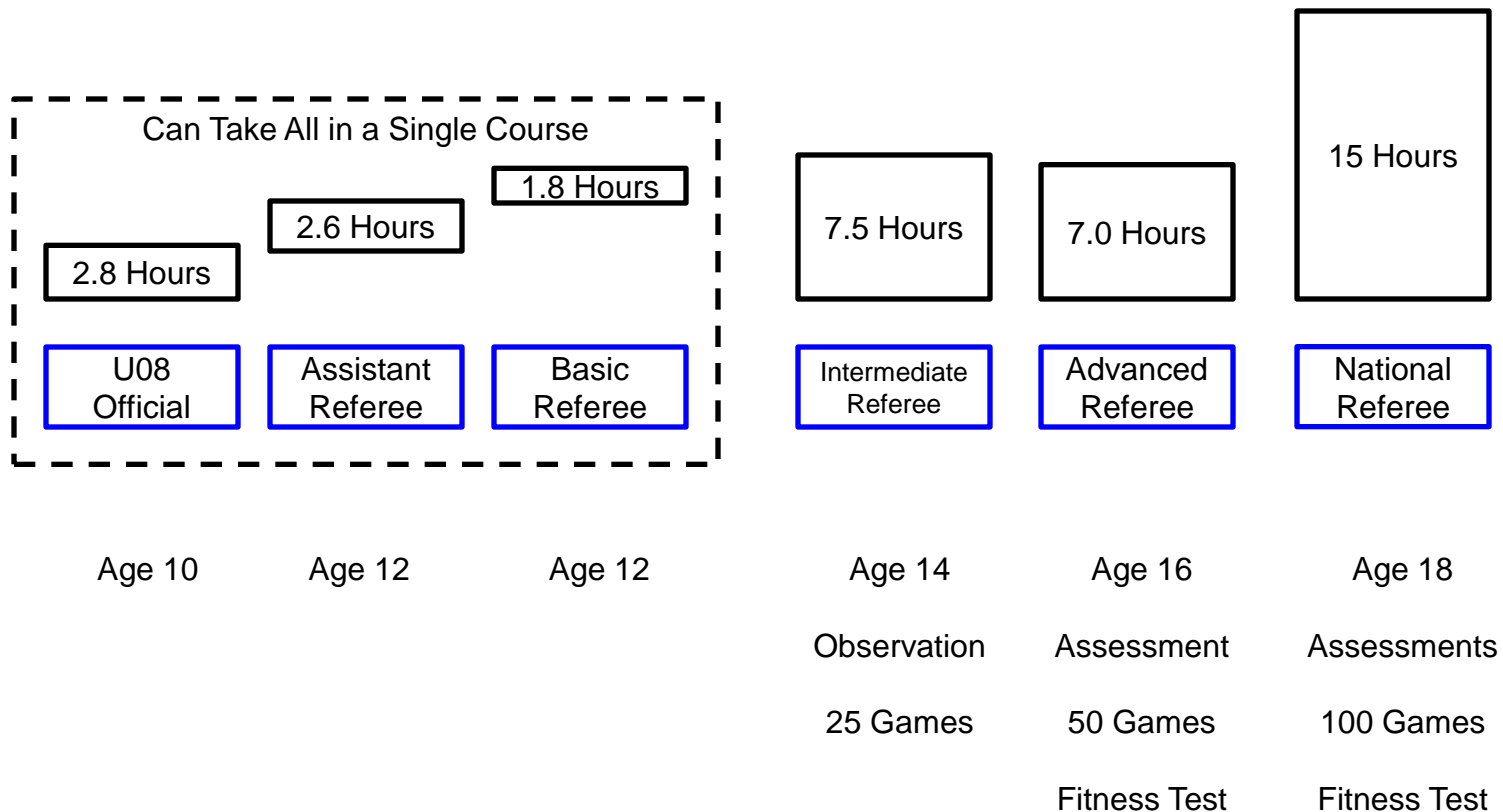 Can Take All in a Single Course
2.8 Hours
2.6 Hours
1.8 Hours
7.5 Hours
7.0 Hours
15 Hours
U08
Official
Assistant
Referee
Basic
Referee
Intermediate
Referee
Advanced
Referee
National
Referee
Age 10
Age 12
Age 12
Age 14
Age 16
Age 18
Observation
Assessment
Assessments
25 Games
50 Games
100 Games
Fitness Test
Fitness Test